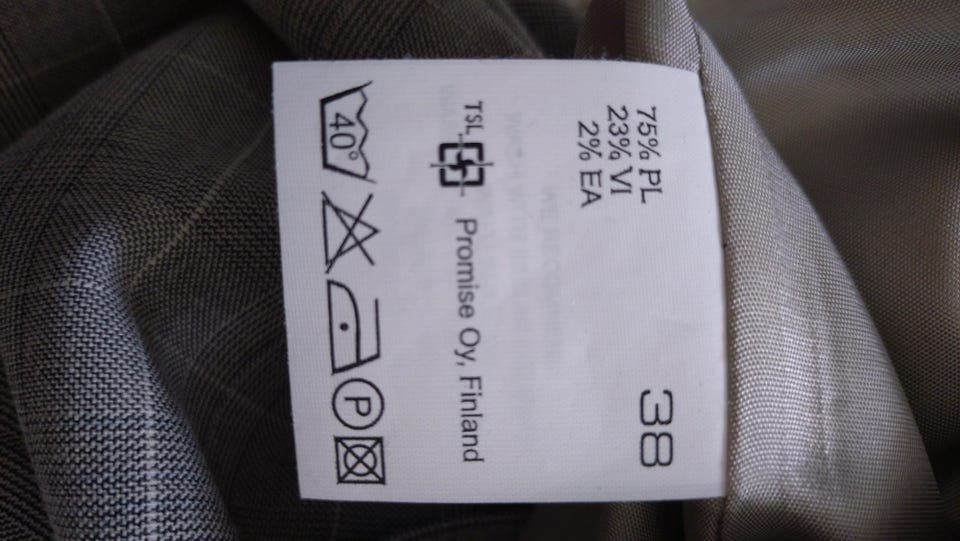 75% PL
23% VI
2% EA
38
TSL Promise Oy, Finland
40° P